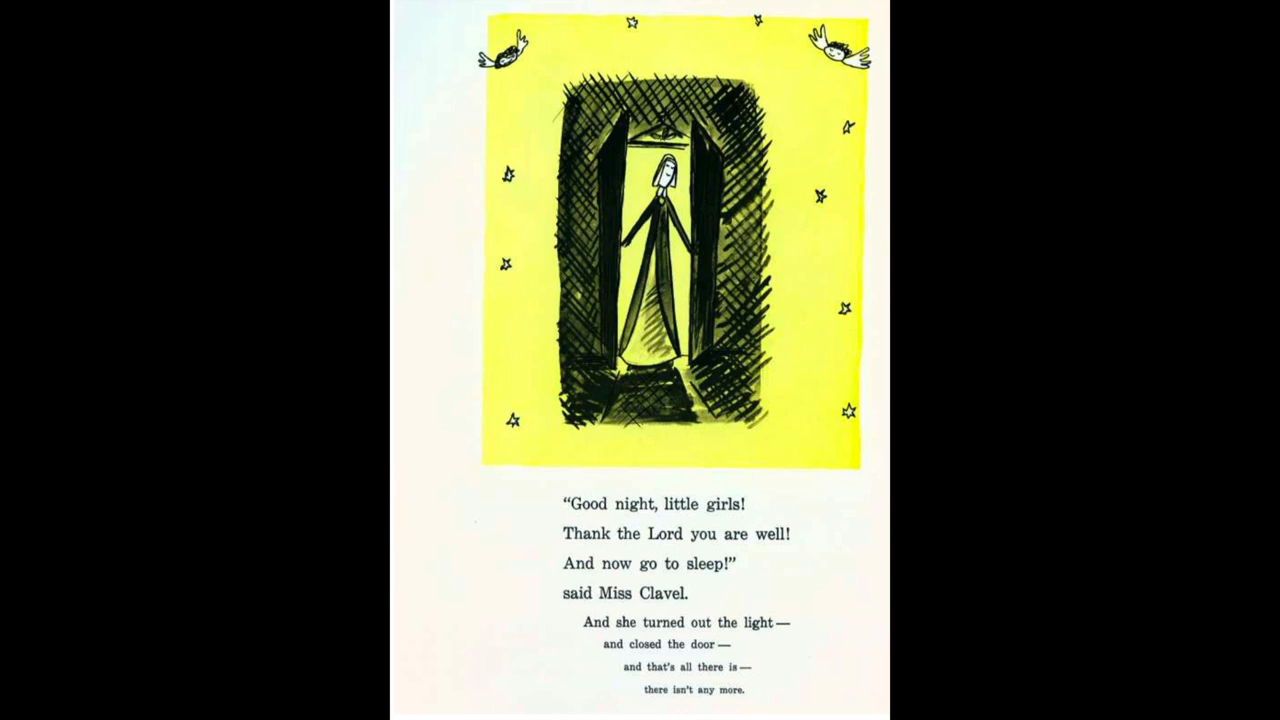 “Good night, little girls!
Thank the Lord you are well!
And now go to sleep!”
said Miss Clavel.
And she turned out the light—
and closed the door—
and that’s all there is—
there isn’t any more.